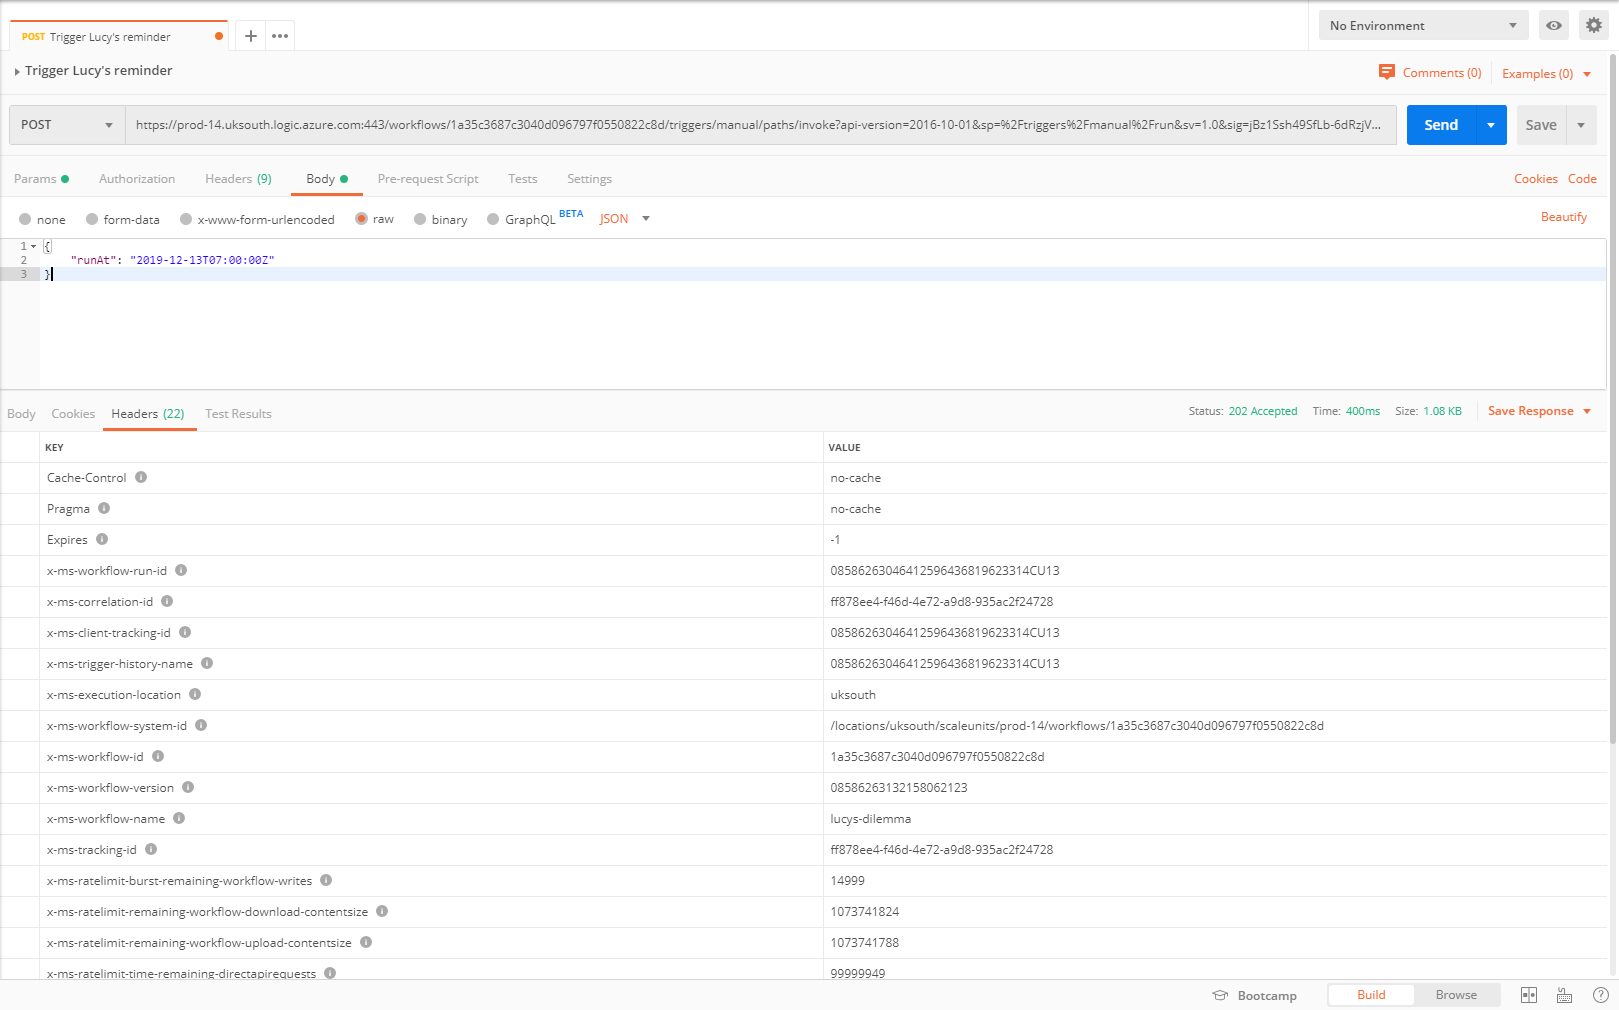 POST Trigger Lucy's reminder
No Environment
Trigger Lucy's reminder
Comments (0) Examples (0)
POST https://prod-14.uksouth.logic.azure.com:443/workflows/1a35c3687c3040d096797f0550822c8d/triggers/manual/paths/invoke?api-version=2016-10-01&sp=%2Ftriggers%2Fmanual%2Frun&sv=1.0&sig=jBz1Ssh49SfLb-6dRzjV... Send Save
Params Authorization Headers (9) Body Pre-request Script Tests Settings Cookies Code
none form-data x-www-form-urlencoded raw binary GraphQL BETA JSON Beautify
1 {
2 "runAt": "2019-12-13T07:00:00Z"
3 }
Body Cookies Headers (22) Test Results Status: 202 Accepted Time: 400ms Size: 1.08 KB Save Response
KEY VALUE
Cache-Control no-cache
Pragma no-cache
Expires -1
x-ms-workflow-run-id 08586263046412596436819623314CU13
x-ms-correlation-id ff878ee4-f46d-4e72-a9d8-935ac2f24728
x-ms-client-tracking-id 08586263046412596436819623314CU13
x-ms-trigger-history-name 08586263046412596436819623314CU13
x-ms-execution-location uksouth
x-ms-workflow-system-id /locations/uksouth/scaleunits/prod-14/workflows/1a35c3687c3040d096797f0550822c8d
x-ms-workflow-id 1a35c3687c3040d096797f0550822c8d
x-ms-workflow-version 08586263132158062123
x-ms-workflow-name lucys-dilemma
x-ms-tracking-id ff878ee4-f46d-4e72-a9d8-935ac2f24728
x-ms-ratelimit-burst-remaining-workflow-writes 14999
x-ms-ratelimit-remaining-workflow-download-contentsize 1073741824
x-ms-ratelimit-remaining-workflow-upload-contentsize 1073741788
x-ms-ratelimit-time-remaining-directapirequests 99999949
Bootcamp Build Browse